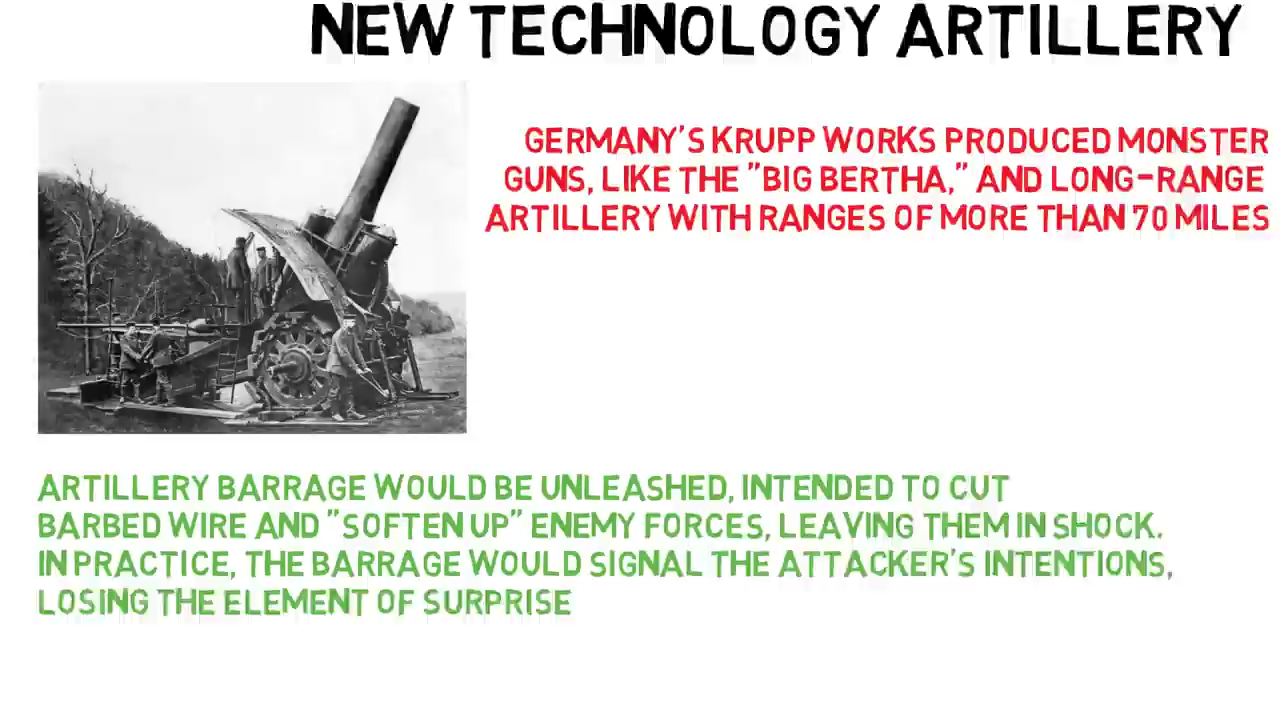 NEW TECHNOLOGY ARTILLERY
GERMANY'S KRUPP WORKS PRODUCED MONSTER
GUNS, LIKE THE "BIG BERTHA," AND LONG-RANGE
ARTILLERY WITH RANGES OF MORE THAN 70 MILES
ARTILLERY BARRAGE WOULD BE UNLEASHED, INTENDED TO CUT
BARBED WIRE AND "SOFTEN UP" ENEMY FORCES, LEAVING THEM IN SHOCK.
IN PRACTICE, THE BARRAGE WOULD SIGNAL THE ATTACKER'S INTENTIONS,
LOSING THE ELEMENT OF SURPRISE